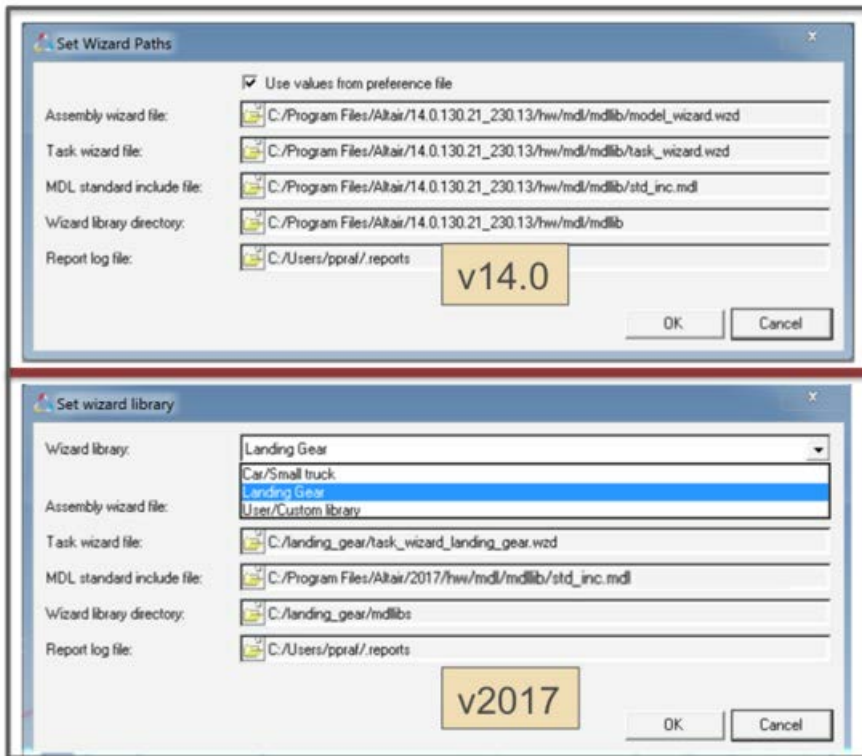 Set Wizard Paths
Use values from preference file
Assembly wizard file: C:/Program Files/Altair/14.0.130.21_230.13/hw/mdl/mdllib/model_wizard.wzd
Task wizard file: C:/Program Files/Altair/14.0.130.21_230.13/hw/mdl/mdllib/task_wizard.wzd
MDL standard include file: C:/Program Files/Altair/14.0.130.21_230.13/hw/mdl/mdllib/std_inc.mdl
Wizard library directory: C:/Program Files/Altair/14.0.130.21_230.13/hw/mdl/mdllib
Report log file: C:/Users/ppraf/.reports
v14.0
OK Cancel
Set wizard library
Wizard library: Landing Gear
Car/Small truck
Landing Gear
Assembly wizard file: User/Custom library
Task wizard file: C:/landing_gear/task_wizard_landing_gear.wzd
MDL standard include file: C:/Program Files/Altair/2017/hw/mdl/mdllib/std_inc.mdl
Wizard library directory: C:/landing_gear/mdllibs
Report log file: C:/Users/ppraf/.reports
v2017
OK Cancel